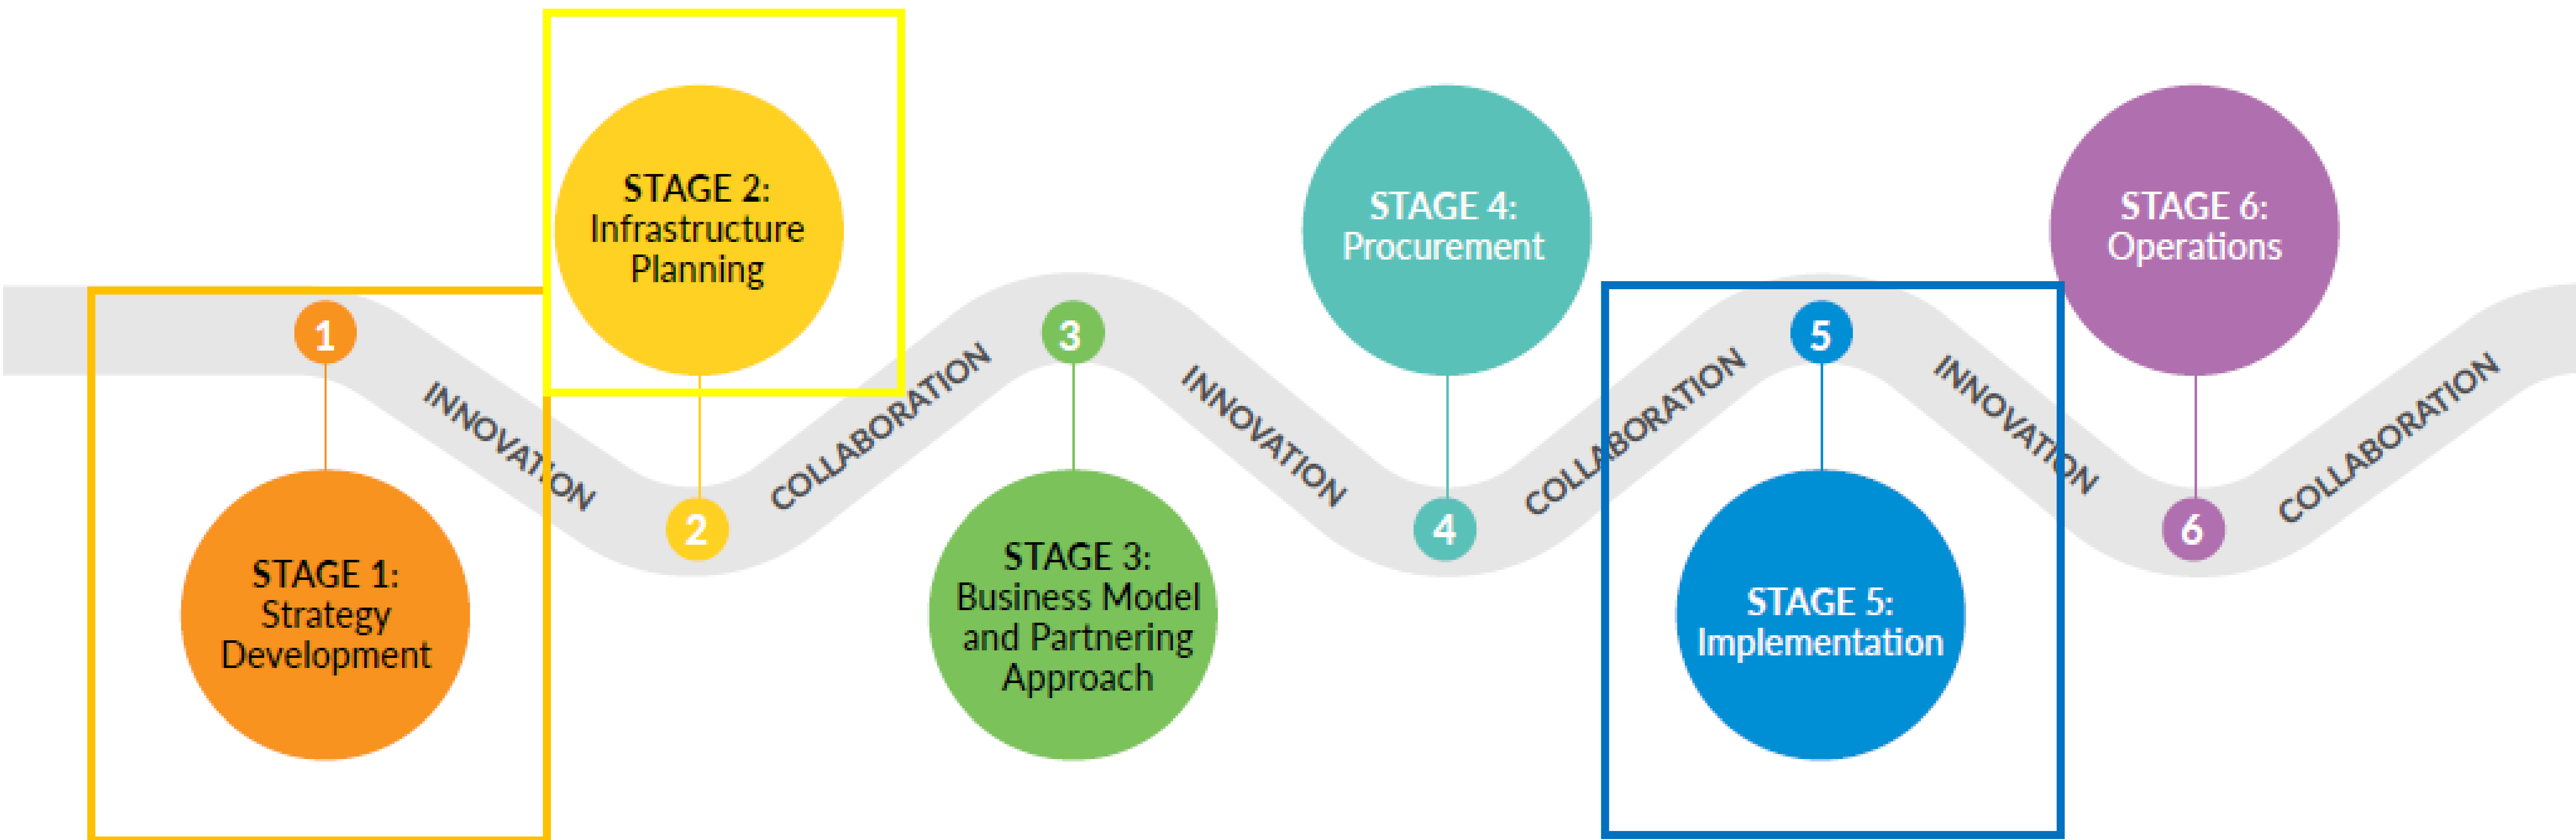 1
STAGE 1:
Strategy
Development
INNOVATION
STAGE 2:
Infrastructure
Planning
2
COLLABORATION
3
STAGE 3:
Business Model
and Partnering
Approach
INNOVATION
STAGE 4:
Procurement
4
COLLABORATION
5
STAGE 5:
Implementation
INNOVATION
STAGE 6:
Operations
6
COLLABORATION